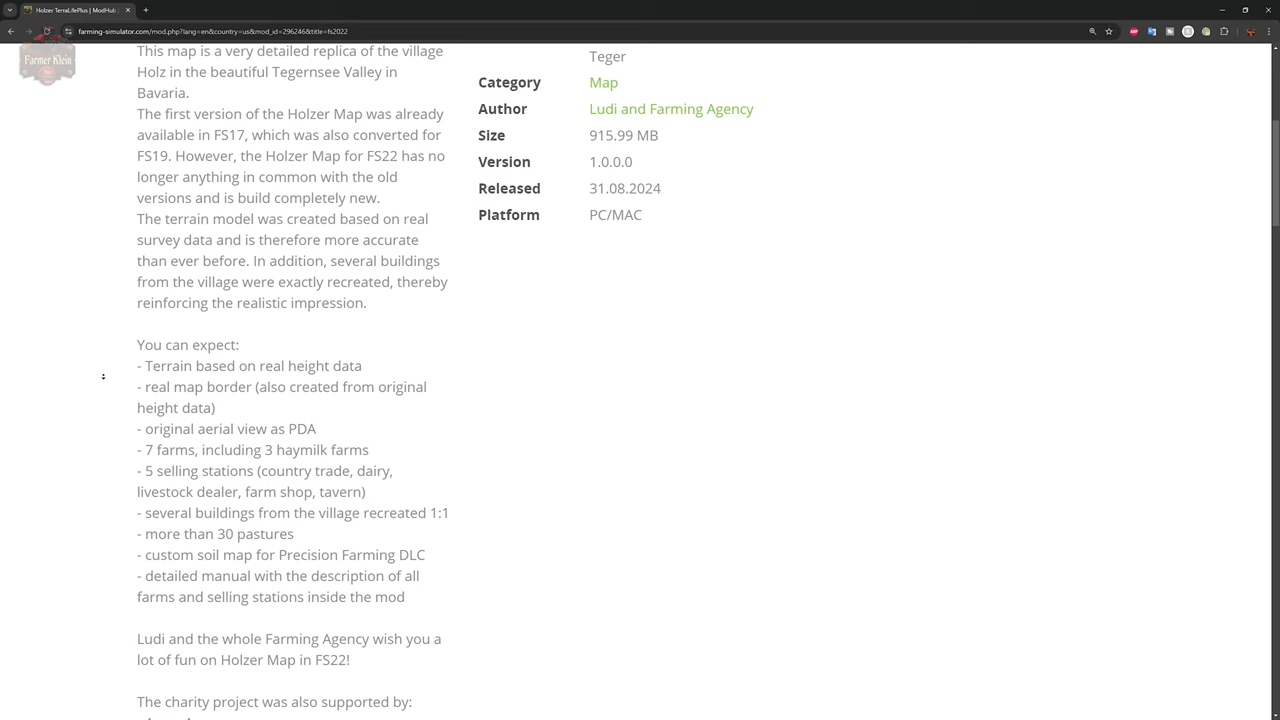 Holzer TerraLifePlus | ModHub
farming-simulator.com/mod.php?lang=en&country=us&mod_id=296246&title=fs2022
Farmer Klein
This map is a very detailed replica of the village
Holz in the beautiful Tegernsee Valley in
Bavaria.
The first version of the Holzer Map was already
available in FS17, which was also converted for
FS19. However, the Holzer Map for FS22 has no
longer anything in common with the old
versions and is build completely new.
The terrain model was created based on real
survey data and is therefore more accurate
than ever before. In addition, several buildings
from the village were exactly recreated, thereby
reinforcing the realistic impression.
You can expect:
- Terrain based on real height data
- real map border (also created from original
height data)
- original aerial view as PDA
- 7 farms, including 3 haymilk farms
- 5 selling stations (country trade, dairy,
livestock dealer, farm shop, tavern)
- several buildings from the village recreated 1:1
- more than 30 pastures
- custom soil map for Precision Farming DLC
- detailed manual with the description of all
farms and selling stations inside the mod
Ludi and the whole Farming Agency wish you a
lot of fun on Holzer Map in FS22!
The charity project was also supported by:
Teger
Category Map
Author Ludi and Farming Agency
Size 915.99 MB
Version 1.0.0.0
Released 31.08.2024
Platform PC/MAC